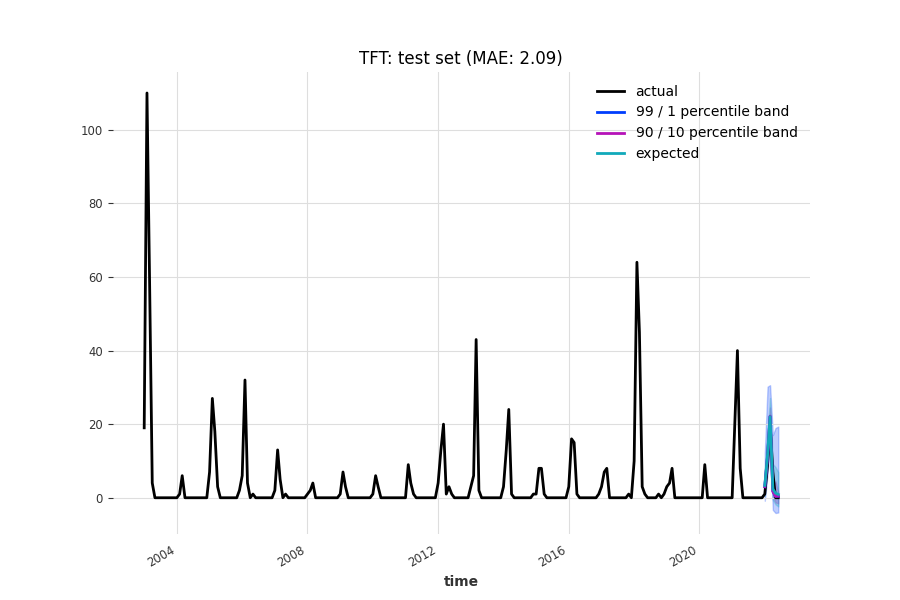 TFT: test set (MAE: 2.09)
actual
99 / 1 percentile band
90 / 10 percentile band
expected
100
80
60
40
20
0
2004
2008
2012
2016
2020
time